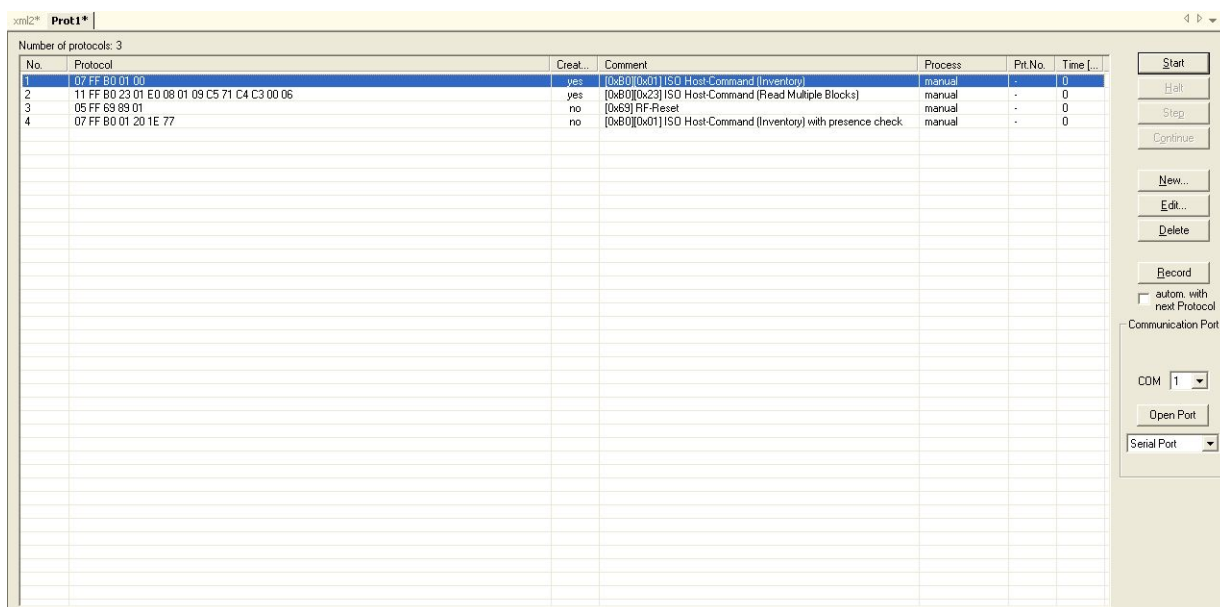 xml2* Prot1*
Number of protocols: 3
No. Protocol Creat... Comment Process Prt.No. Time [...
1 07 FF B0 01 00 yes [0xB0][0x01] ISO Host-Command (Inventory) manual - 0
2 11 FF B0 23 01 E0 08 01 09 C5 71 C4 C3 00 06 yes [0xB0][0x23] ISO Host-Command (Read Multiple Blocks) manual - 0
3 05 FF 69 89 01 no [0x69] RF-Reset manual - 0
4 07 FF B0 01 20 1E 77 no [0xB0][0x01] ISO Host-Command (Inventory) with presence check manual - 0
Start
Halt
Step
Continue
New...
Edit...
Delete
Record
autom. with
next Protocol
Communication Port
COM 1
Open Port
Serial Port